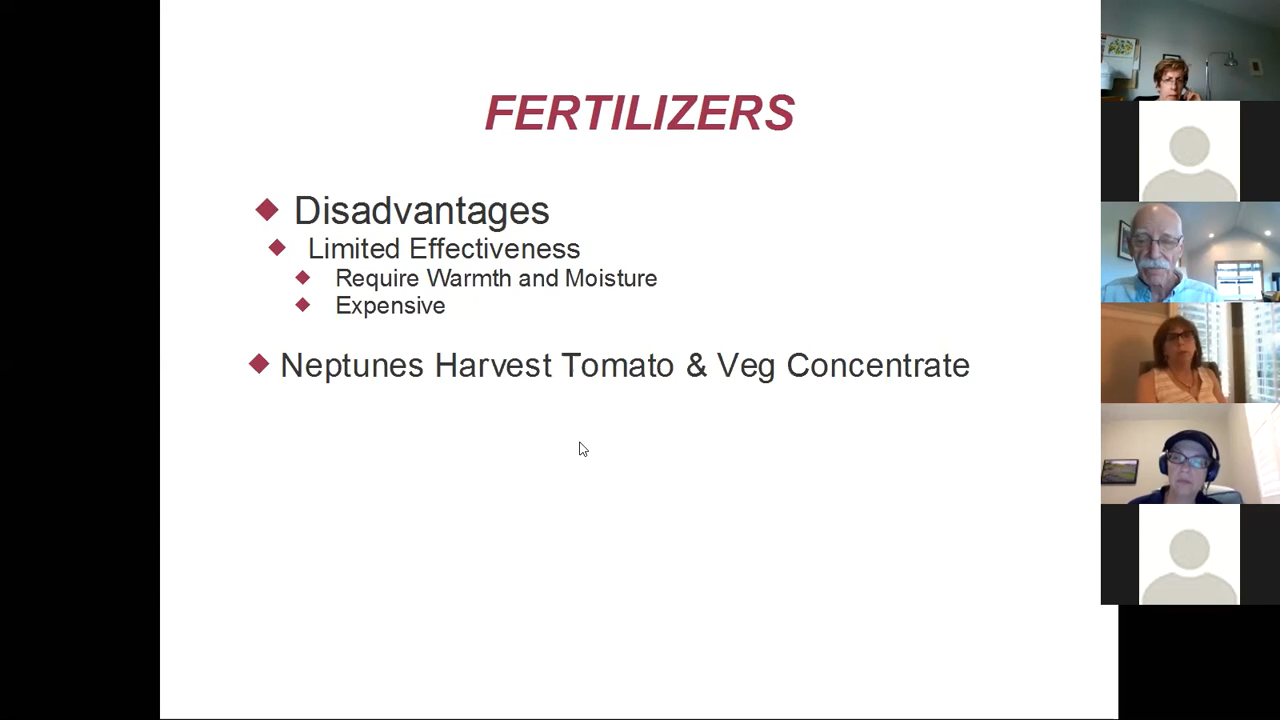 FERTILIZERS
Disadvantages
Limited Effectiveness
Require Warmth and Moisture
Expensive
Neptunes Harvest Tomato & Veg Concentrate